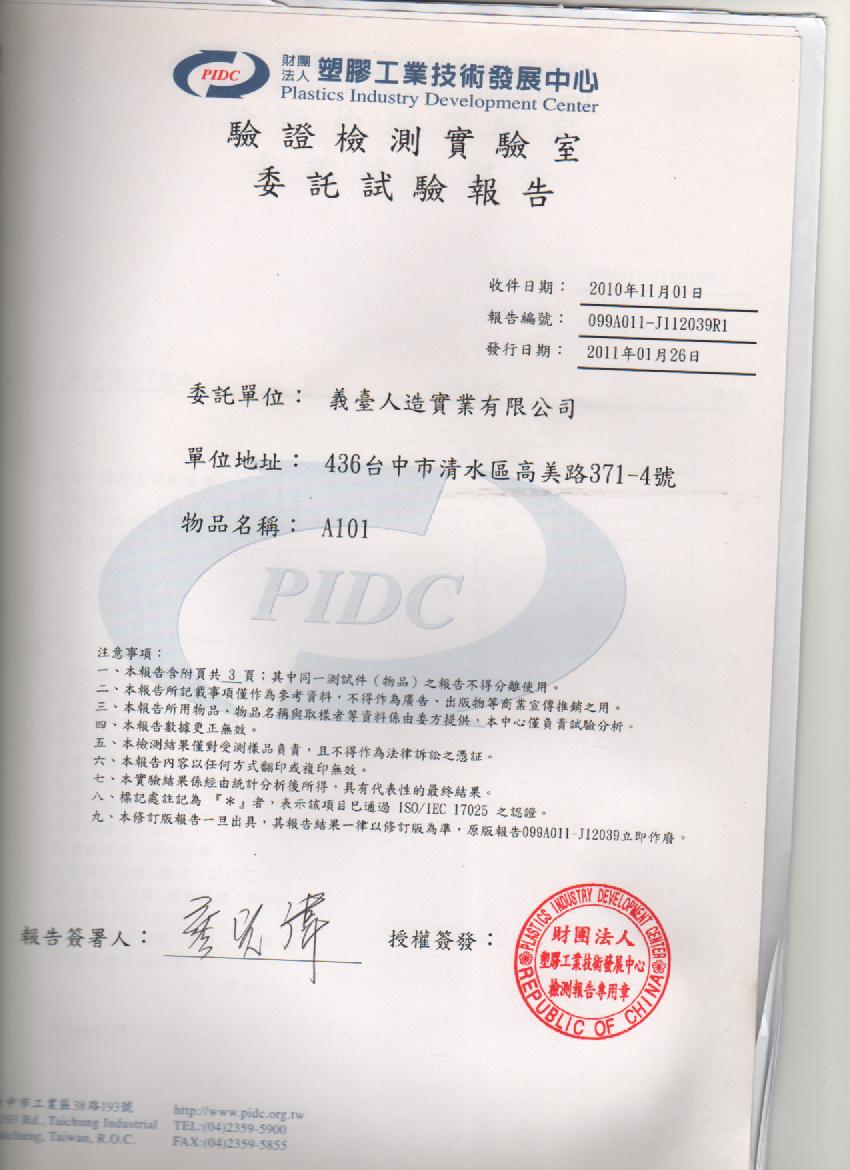 PIDC
財團法人 塑膠工業技術發展中心
Plastics Industry Development Center
驗證檢測實驗室
委託試驗報告
收件日期： 2010年11月01日
報告編號： 099A011-J112039R1
發行日期： 2011年01月26日
委託單位： 義臺人造實業有限公司
單位地址： 436台中市清水區高美路371-4號
物品名稱： A101
PIDC
注意事項：
一、本報告含附頁共 3 頁；其中同一測試件（物品）之報告不得分離使用。
二、本報告所記載事項僅作為參考資料，不得作為廣告、出版物等商業宣傳推銷之用。
三、本報告所用物品、物品名稱與取樣者等資料係由委方提供，本中心僅負責試驗分析。
四、本報告數據更正無效。
五、本檢測結果僅對受測樣品負責，且不得作為法律訴訟之憑証。
六、本報告內容以任何方式翻印或複印無效。
七、本實驗結果係經由統計分析後所得，具有代表性的最終結果。
八、標記處註記為『＊』者，表示該項目已通過 ISO/IEC 17025 之認證。
九、本修訂版報告一旦出具，其報告結果一律以修訂版為準，原版報告099A011-J12039立即作廢。
報告簽署人：
授權簽發：
PLASTICS INDUSTRY DEVELOPMENT CENTER
財團法人
塑膠工業技術發展中心
檢測報告專用章
REPUBLIC OF CHINA
中市工業區38路193號
Rd., Taichung Industrial
Taiwan, R.O.C.
http://www.pidc.org.tw
TEL:(04)2359-5900
FAX:(04)2359-5855